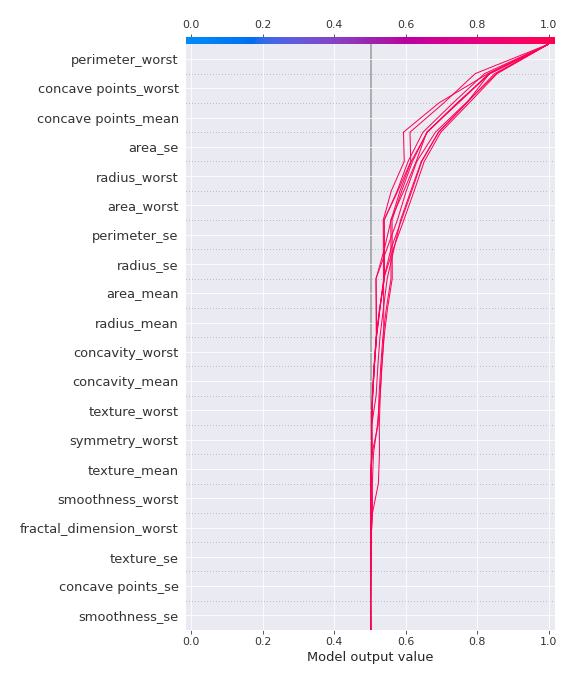 0.0 0.2 0.4 0.6 0.8 1.0
perimeter_worst
concave points_worst
concave points_mean
area_se
radius_worst
area_worst
perimeter_se
radius_se
area_mean
radius_mean
concavity_worst
concavity_mean
texture_worst
symmetry_worst
texture_mean
smoothness_worst
fractal_dimension_worst
texture_se
concave points_se
smoothness_se
0.0 0.2 0.4 0.6 0.8 1.0
Model output value